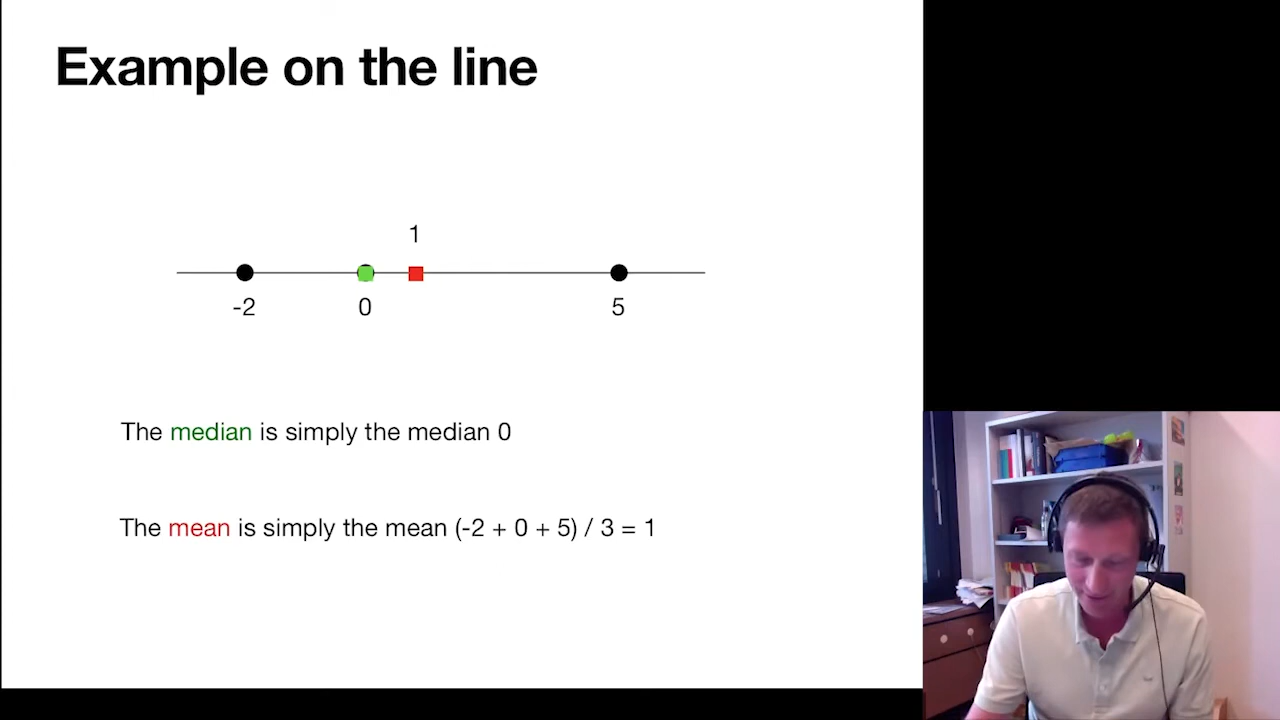 Example on the line
1
-2 0 5
The median is simply the median 0
The mean is simply the mean (-2 + 0 + 5) / 3 = 1